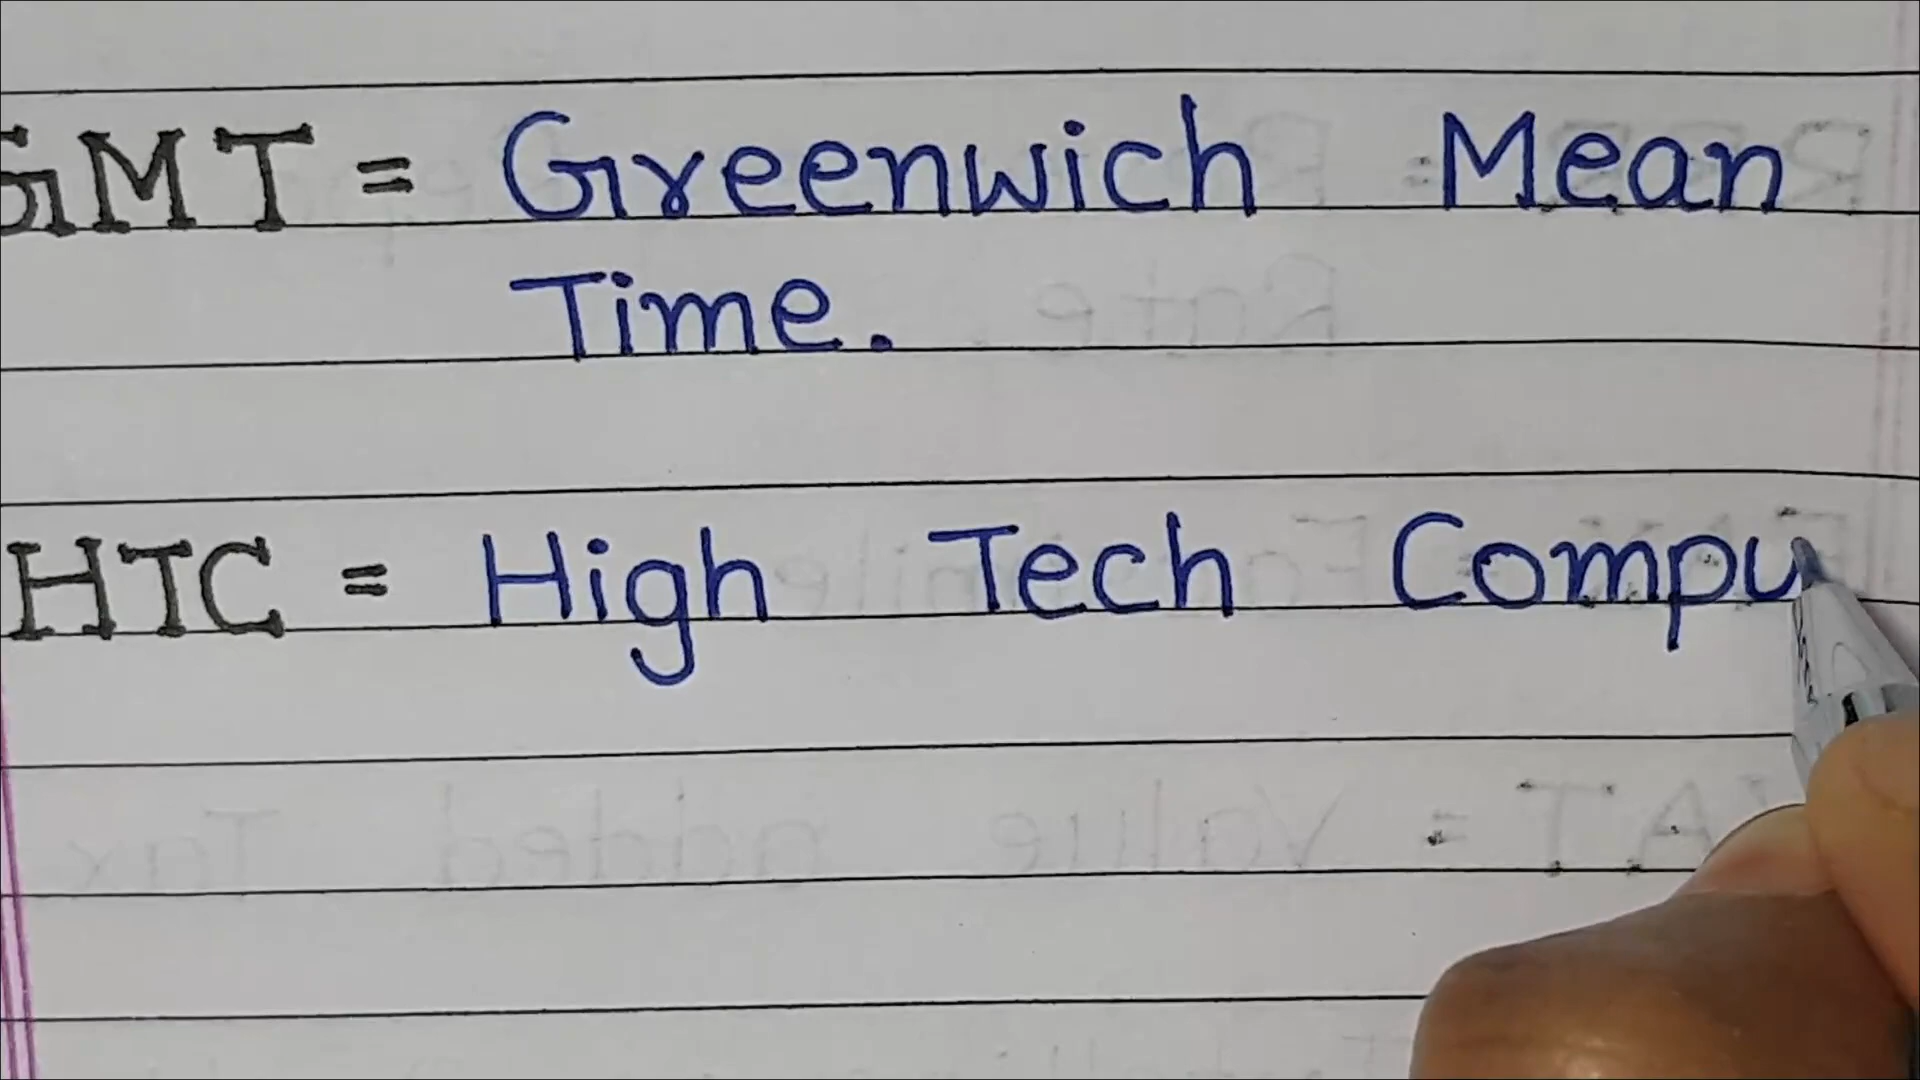 GMT = Greenwich Mean
Time.
HTC = High Tech Compu